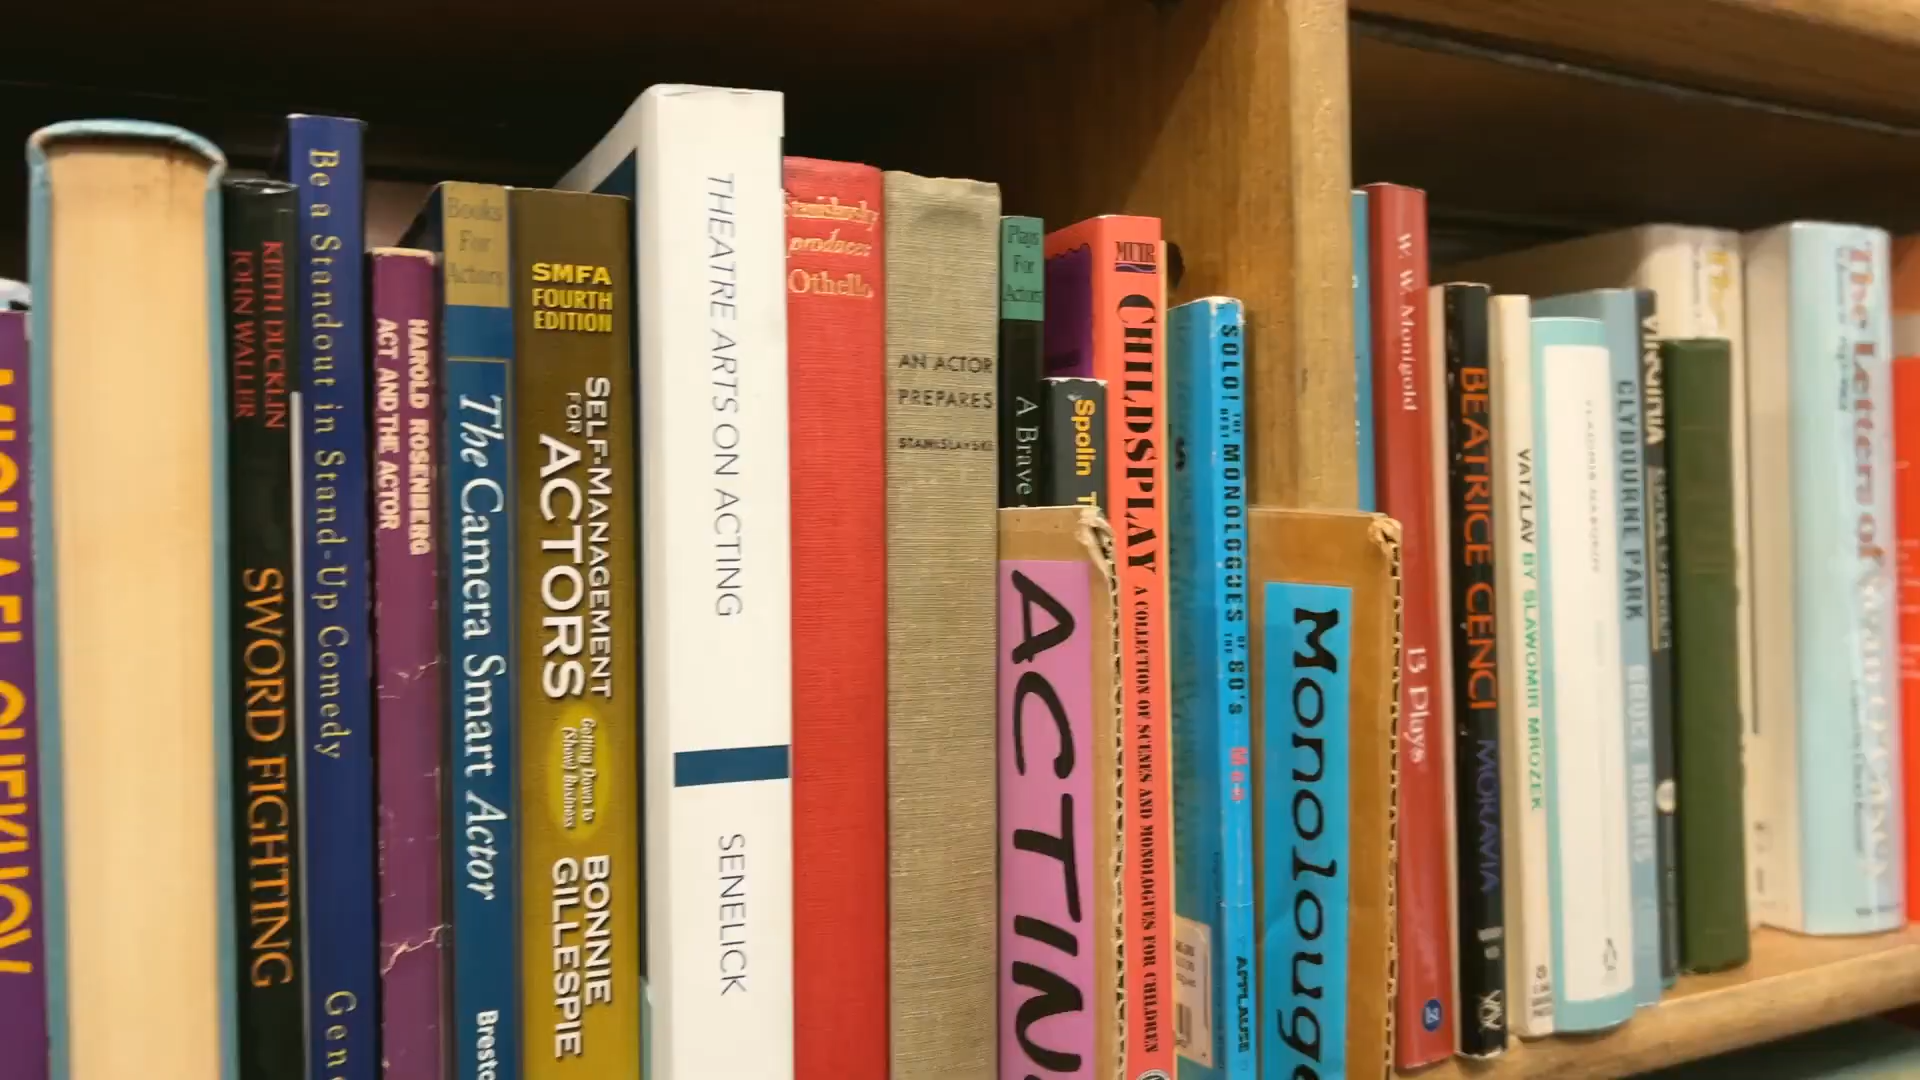 KEITH DUCKLIN
JOHN WALLER
SWORD FIGHTING
Be a Standout in Stand-Up Comedy
HAROLD ROSENBERG
ACT AND THE ACTOR
Books
For
Actors
The Camera Smart Actor
SMFA
FOURTH
EDITION
SELF-MANAGEMENT
FOR
ACTORS
Getting Down to
(Show) Business
BONNIE
GILLESPIE
THEATRE ARTS ON ACTING
SENELICK
Stanislavsky
produces
Othello
AN ACTOR
PREPARES
STANISLAVSKI
Plays
For
Actors
A Brave
Spolin
ACTIN
MUIR
CHILDSPLAY
A COLLECTION OF SCENES AND MONOLOGUES FOR CHILDREN
SOLO!
THE
BEST
MONOLOGUES
OF
THE
80'S
Men
APPLAUSE
Monolouge
W. Monigold
13 Plays
BEATRICE CENCI
MORAVIA
VATZLAV BY SLAWOMIR MROZEK
CLYBOURNE PARK
BRUCE NORRIS
The Letters of